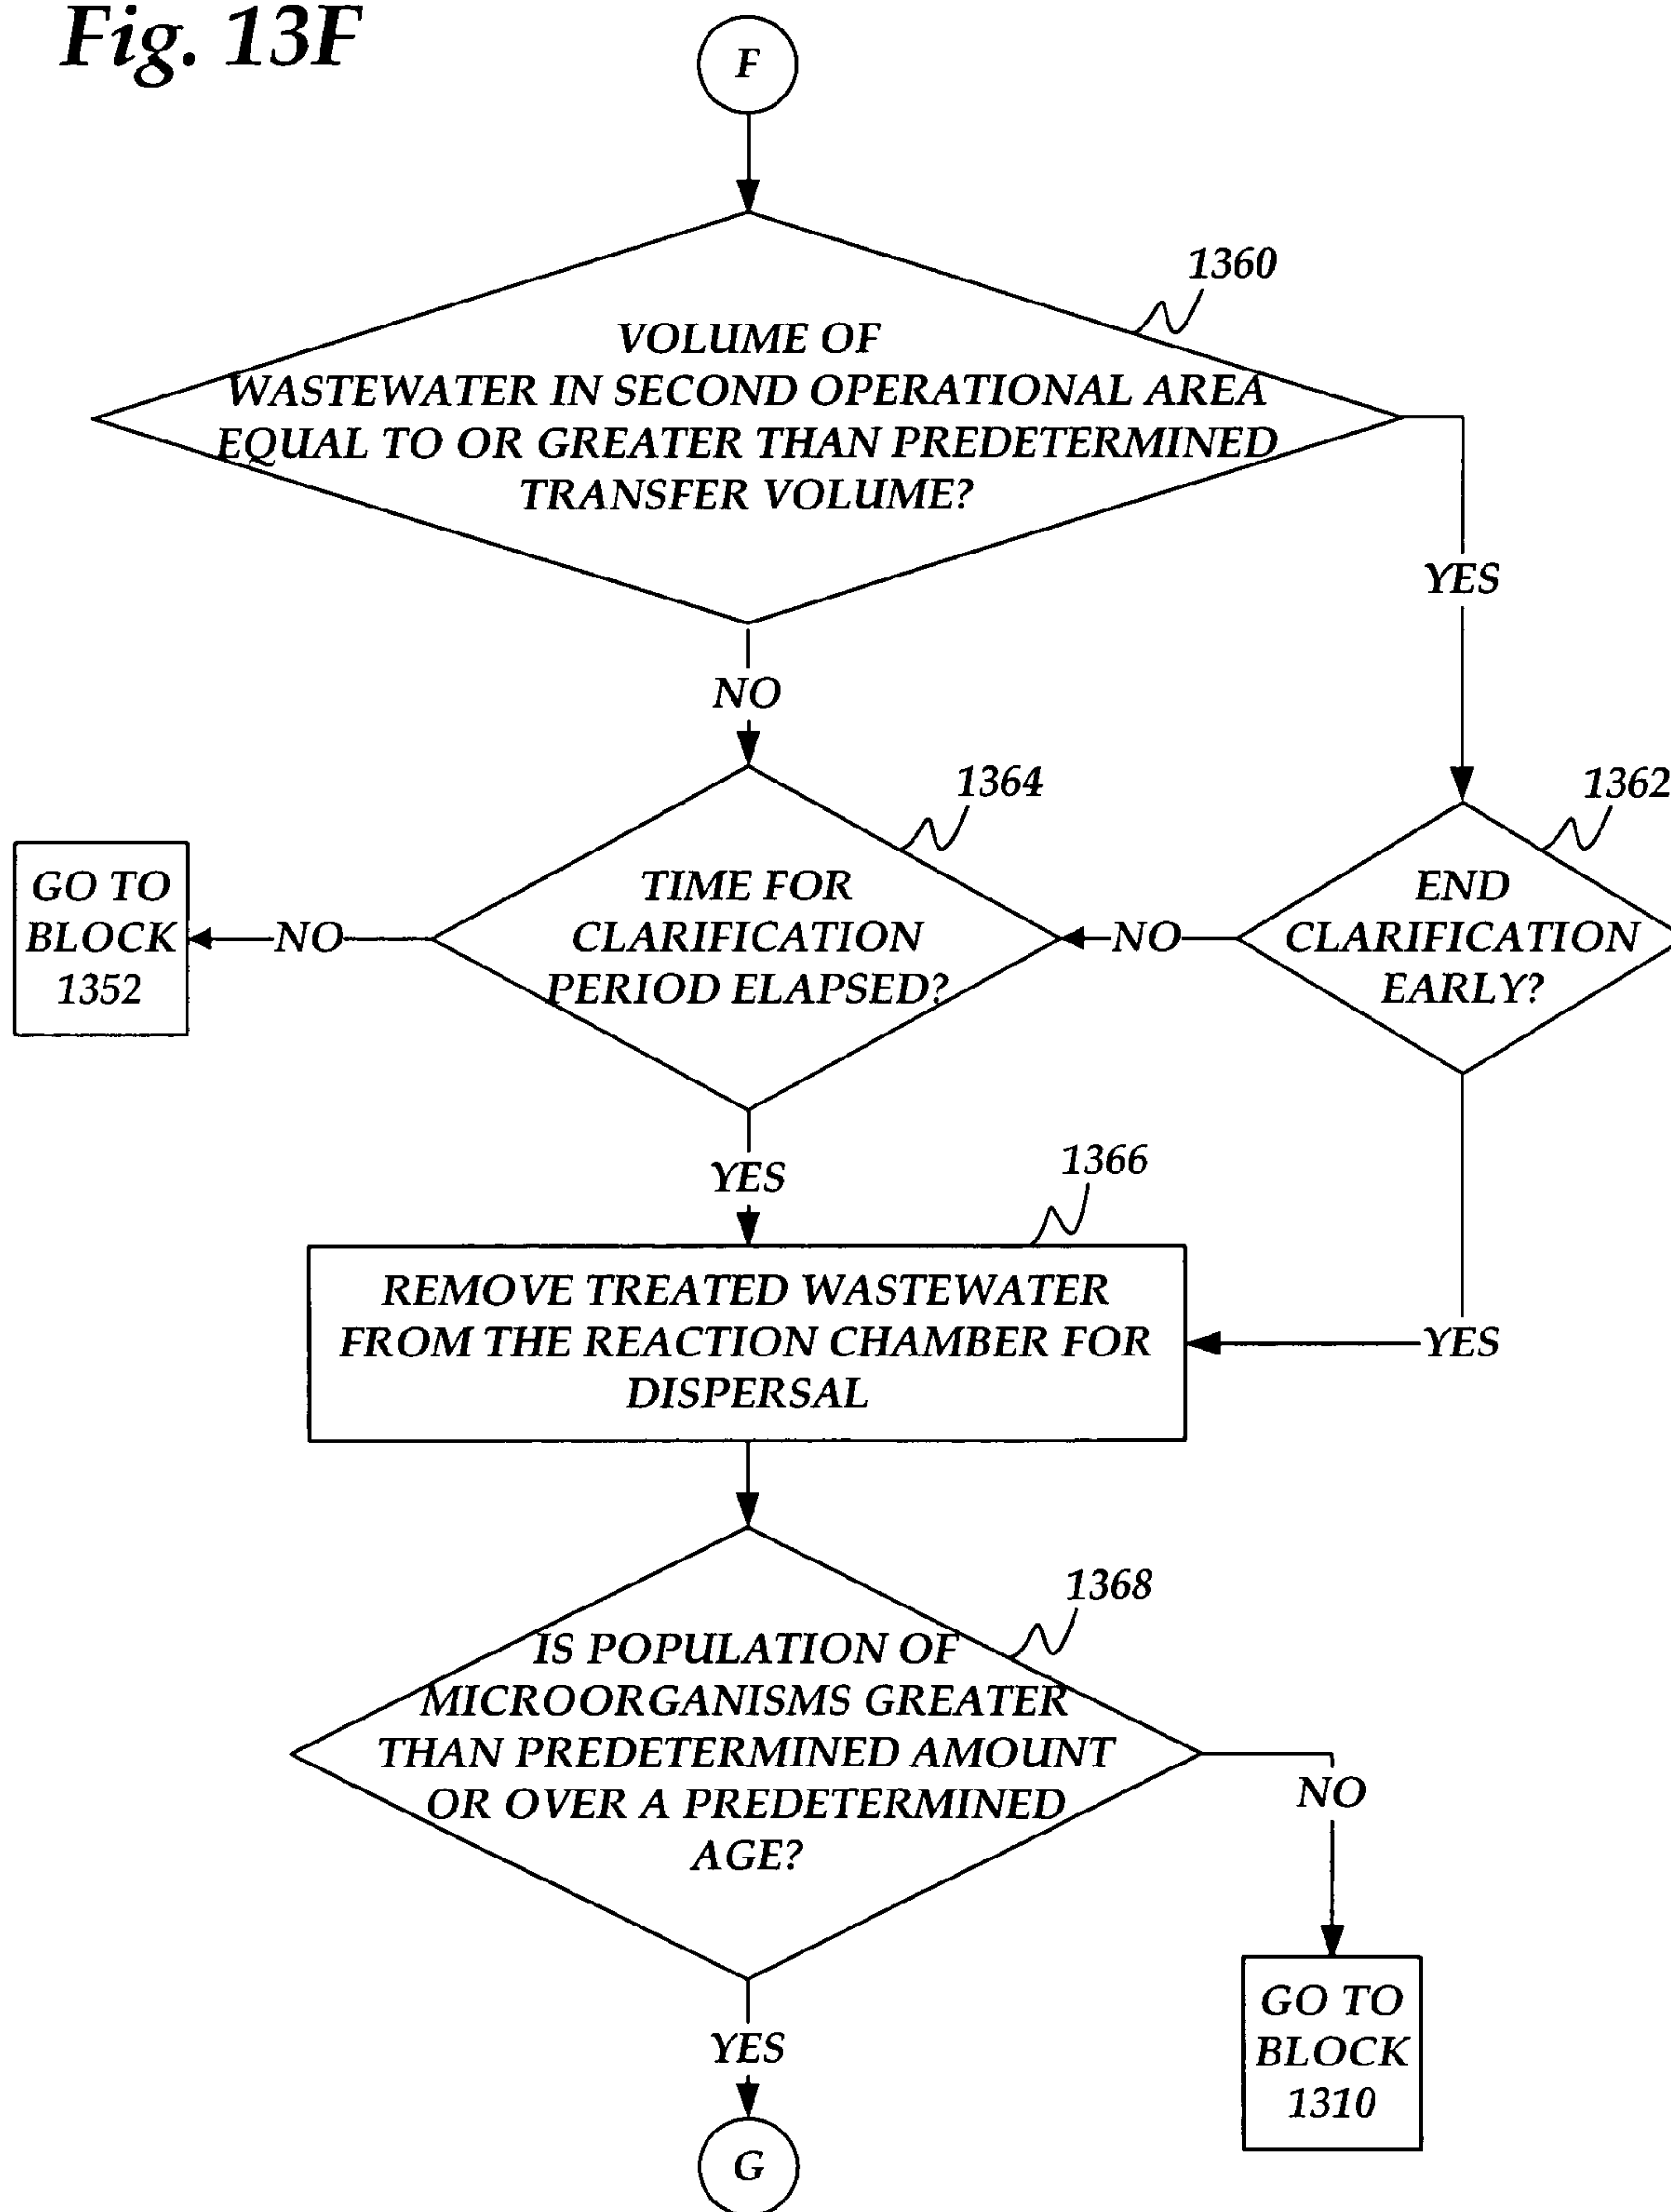 Fig. 13F
F
1360
VOLUME OF
WASTEWATER IN SECOND OPERATIONAL AREA
EQUAL TO OR GREATER THAN PREDETERMINED
TRANSFER VOLUME?
YES
NO
1364
1362
GO TO
BLOCK
1352
NO
TIME FOR
CLARIFICATION
PERIOD ELAPSED?
NO
END
CLARIFICATION
EARLY?
YES
1366
REMOVE TREATED WASTEWATER
FROM THE REACTION CHAMBER FOR
DISPERSAL
YES
1368
IS POPULATION OF
MICROORGANISMS GREATER
THAN PREDETERMINED AMOUNT
OR OVER A PREDETERMINED
AGE?
NO
YES
GO TO
BLOCK
1310
G